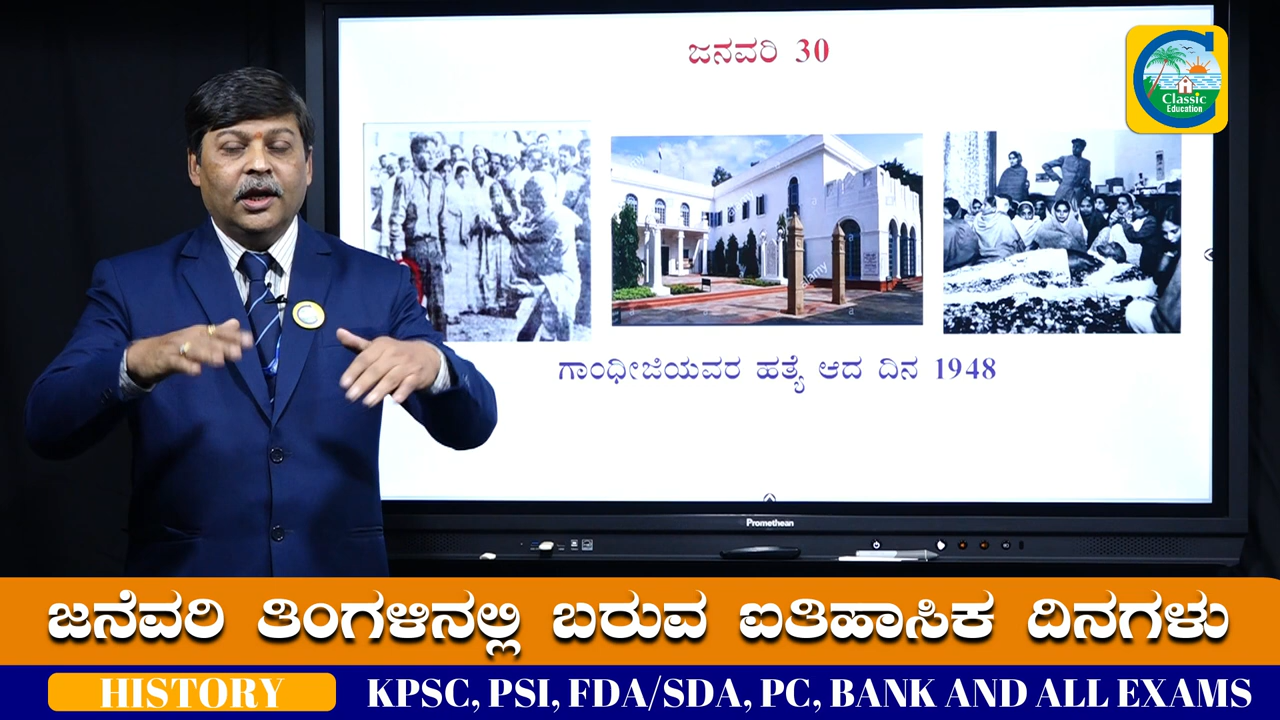 ಜನವರಿ 30
Classic
Education
alamy
a
a
a
ಗಾಂಧೀಜಿಯವರ ಹತ್ಯೆ ಆದ ದಿನ 1948
Promethean
ಜನೆವರಿ ತಿಂಗಳಿನಲ್ಲಿ ಬರುವ ಐತಿಹಾಸಿಕ ದಿನಗಳು
HISTORY
KPSC, PSI, FDA/SDA, PC, BANK AND ALL EXAMS